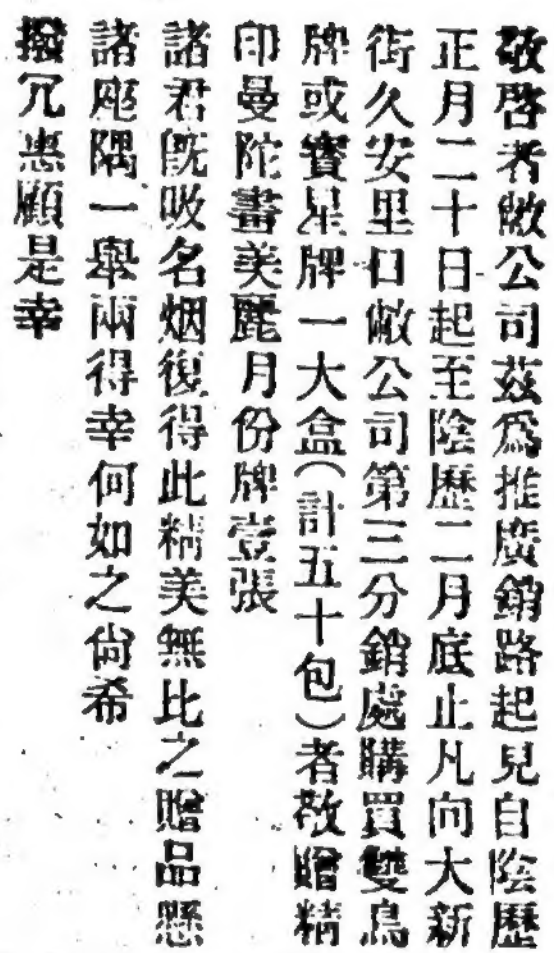 敬啓者敝公司茲爲推廣銷路起見自陰歷
正月二十日起至陰歷二月底止凡向大新
街久安里口敝公司第三分銷處購買雙鳥
牌或寶星牌一大盒(計五十包)者敬贈精
印曼陀畫美麗月份牌壹張
諸君旣吸名烟復得此精美無比之贈品懸
諸座隅一舉兩得幸何如之尙希
撥冗惠顧是幸